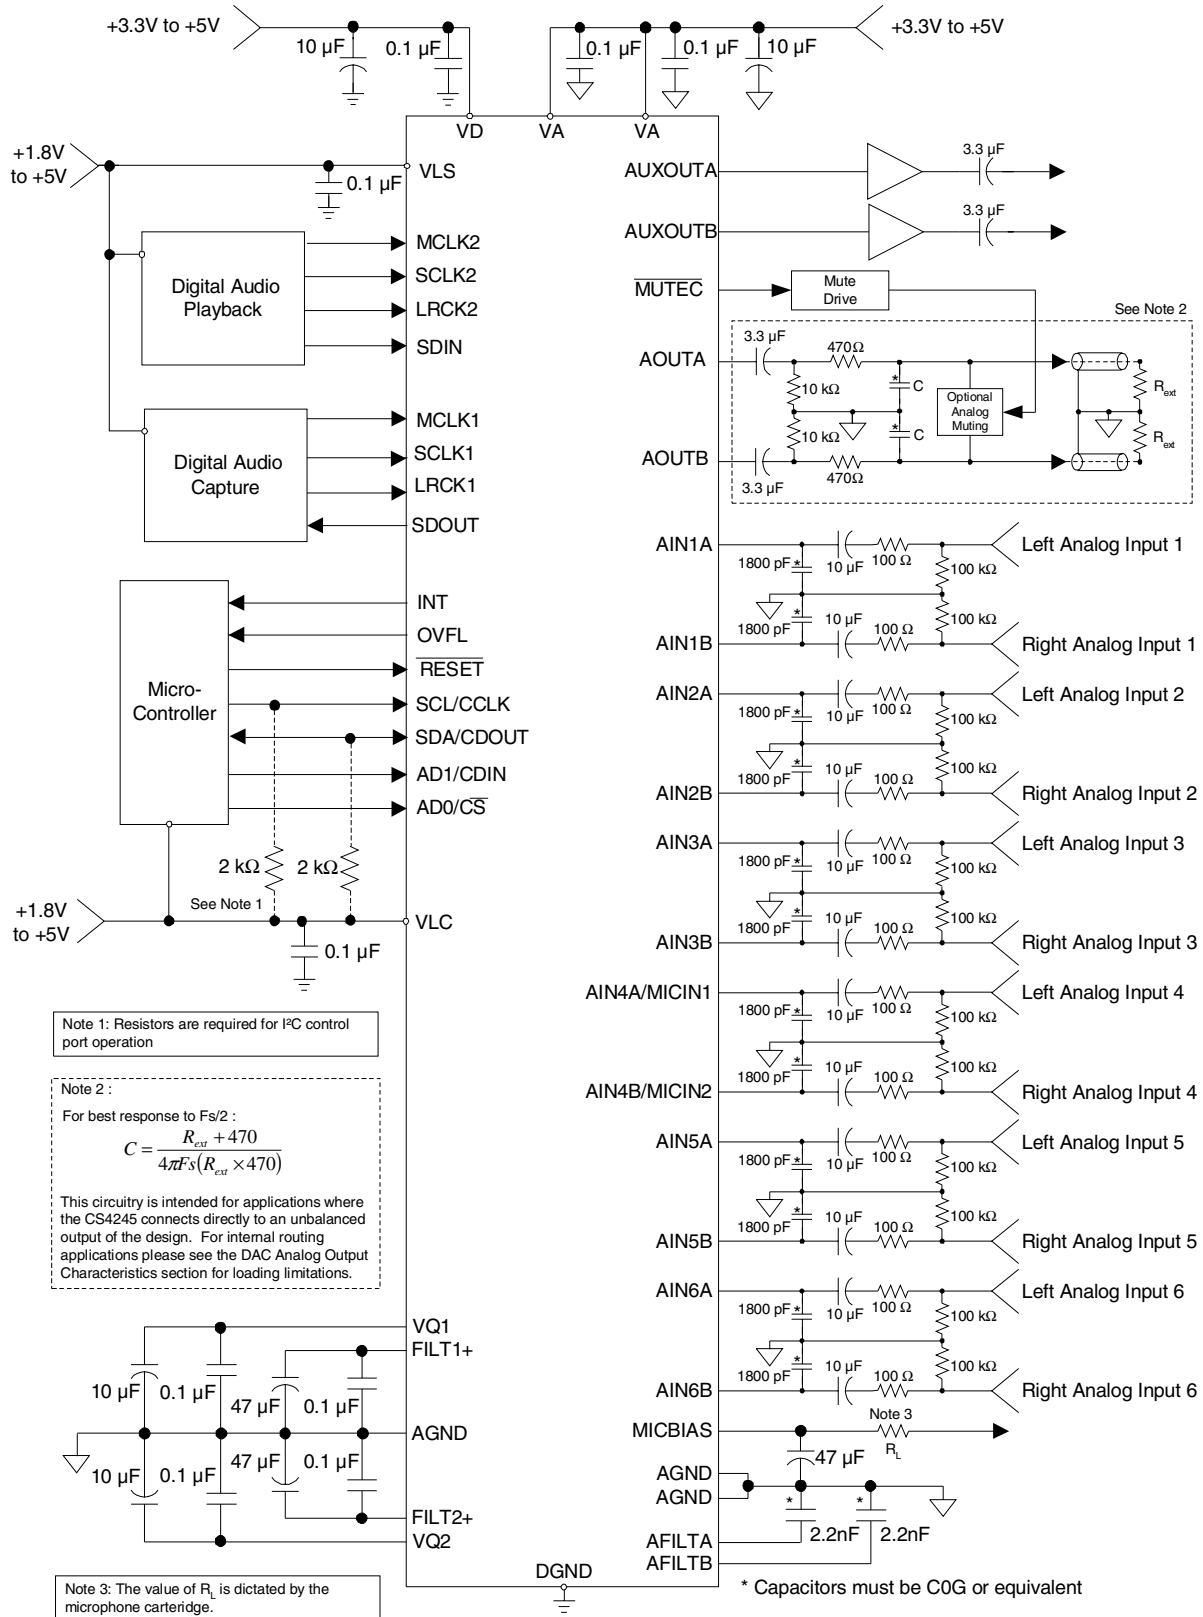 +3.3V to +5V
10 µF
0.1 µF
0.1 µF
0.1 µF
10 µF
+3.3V to +5V
VD
VA
VA
+1.8V
to +5V
0.1 µF
VLS
Digital Audio
Playback
MCLK2
SCLK2
LRCK2
SDIN
Digital Audio
Capture
MCLK1
SCLK1
LRCK1
SDOUT
Micro-
Controller
INT
OVFL
RESET
SCL/CCLK
SDA/CDOUT
AD1/CDIN
AD0/CS
2 kΩ
2 kΩ
See Note 1
+1.8V
to +5V
VLC
0.1 µF
Note 1: Resistors are required for I²C control
port operation
Note 2 :
For best response to Fs/2 :
C = (R_ext + 470) / (4πFs(R_ext × 470))
This circuitry is intended for applications where
the CS4245 connects directly to an unbalanced
output of the design. For internal routing
applications please see the DAC Analog Output
Characteristics section for loading limitations.
VQ1
FILT1+
10 µF
0.1 µF
47 µF
0.1 µF
AGND
10 µF
0.1 µF
47 µF
0.1 µF
FILT2+
VQ2
Note 3: The value of R_L is dictated by the
microphone carteridge.
DGND
AUXOUTA
3.3 µF
AUXOUTB
3.3 µF
MUTEC
Mute
Drive
See Note 2
AOUTA
3.3 µF
470Ω
10 kΩ
*
C
Optional
Analog
Muting
R_ext
10 kΩ
*
C
R_ext
AOUTB
3.3 µF
470Ω
AIN1A
1800 pF
*
10 µF
100 Ω
100 kΩ
Left Analog Input 1
1800 pF
*
10 µF
100 Ω
100 kΩ
AIN1B
Right Analog Input 1
AIN2A
1800 pF
*
10 µF
100 Ω
100 kΩ
Left Analog Input 2
1800 pF
*
10 µF
100 Ω
100 kΩ
AIN2B
Right Analog Input 2
AIN3A
1800 pF
*
10 µF
100 Ω
100 kΩ
Left Analog Input 3
1800 pF
*
10 µF
100 Ω
100 kΩ
AIN3B
Right Analog Input 3
AIN4A/MICIN1
1800 pF
*
10 µF
100 Ω
100 kΩ
Left Analog Input 4
1800 pF
*
10 µF
100 Ω
100 kΩ
AIN4B/MICIN2
Right Analog Input 4
AIN5A
1800 pF
*
10 µF
100 Ω
100 kΩ
Left Analog Input 5
1800 pF
*
10 µF
100 Ω
100 kΩ
AIN5B
Right Analog Input 5
AIN6A
1800 pF
*
10 µF
100 Ω
100 kΩ
Left Analog Input 6
1800 pF
*
10 µF
100 Ω
100 kΩ
AIN6B
Right Analog Input 6
MICBIAS
Note 3
R_L
47 µF
AGND
AGND
*
2.2nF
*
2.2nF
AFILTA
AFILTB
* Capacitors must be C0G or equivalent